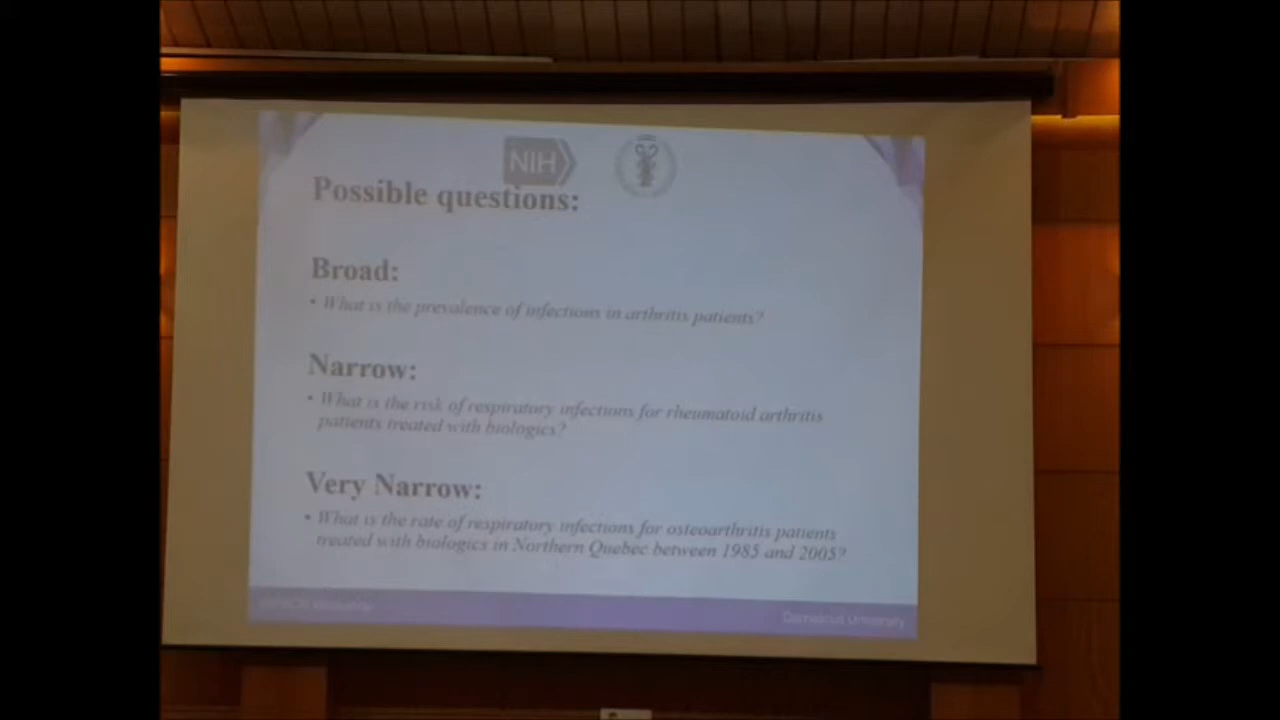 NIH
Possible questions:
Broad:
• What is the prevalence of infections in arthritis patients?
Narrow:
• What is the risk of respiratory infections for rheumatoid arthritis
patients treated with biologics?
Very Narrow:
• What is the rate of respiratory infections for osteoarthritis patients
treated with biologics in Northern Quebec between 1985 and 2005?
Damascus University